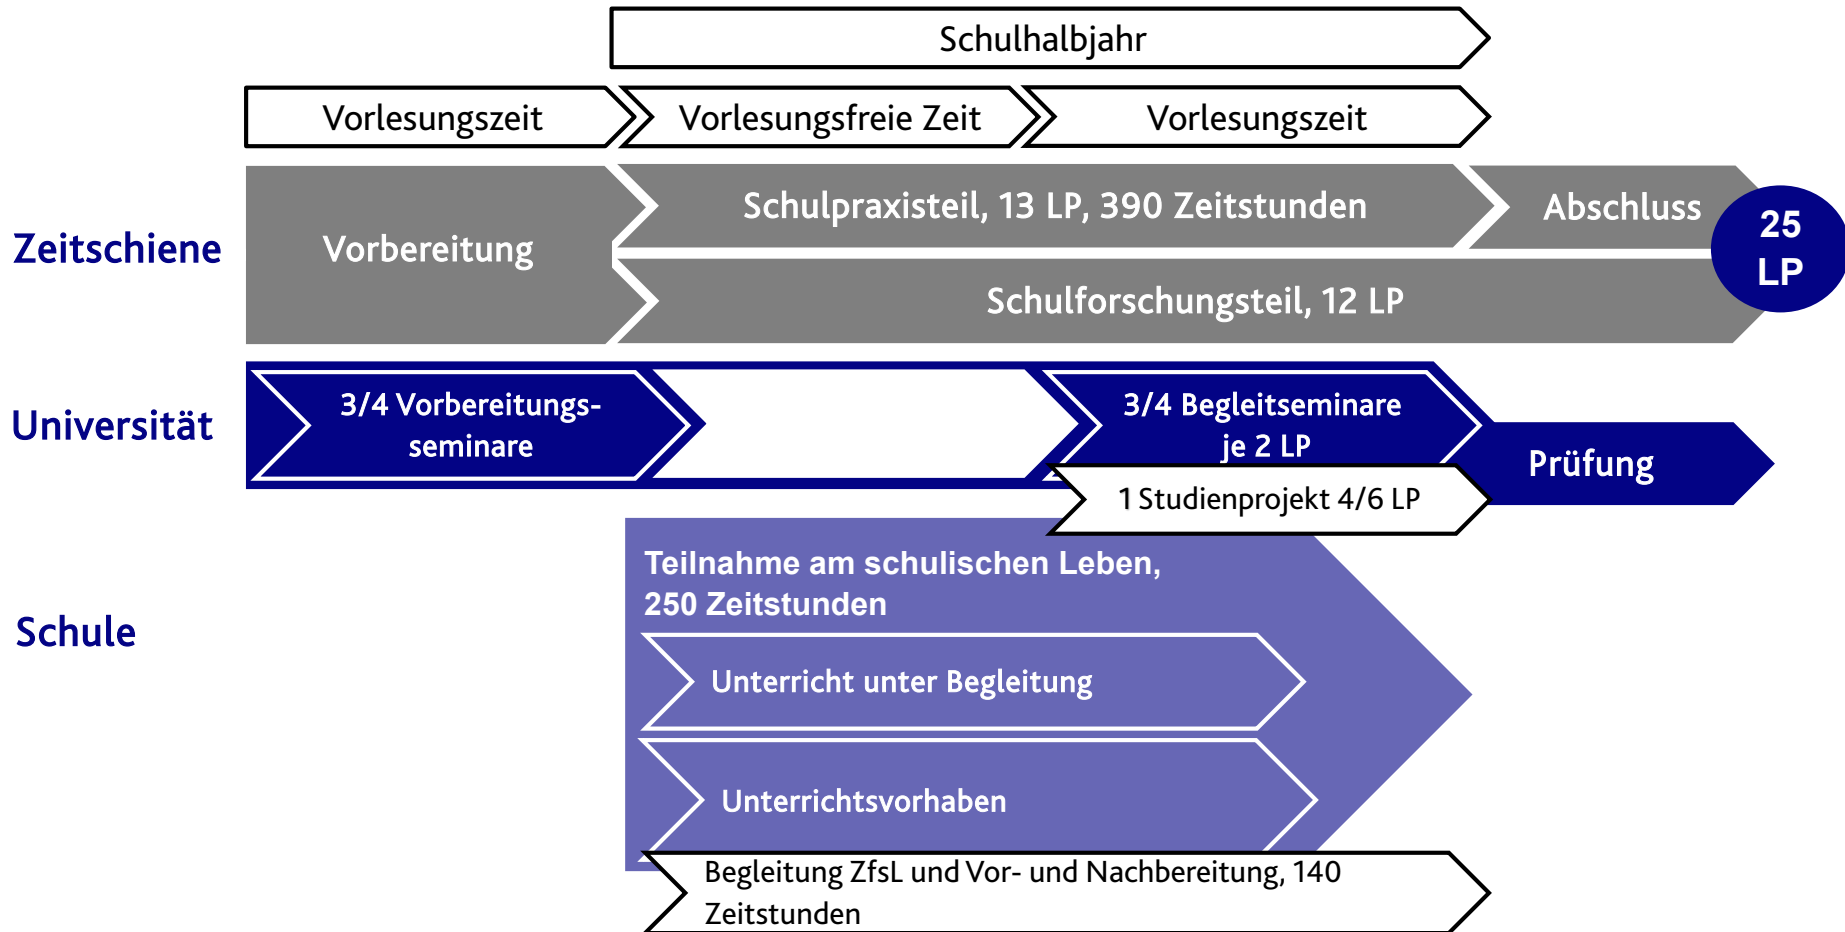 Schulhalbjahr
Vorlesungszeit
Vorlesungsfreie Zeit
Vorlesungszeit
Zeitschiene
Vorbereitung
Schulpraxisteil, 13 LP, 390 Zeitstunden
Abschluss
25
LP
Schulforschungsteil, 12 LP
Universität
3/4 Vorbereitungs-
seminare
3/4 Begleitseminare
je 2 LP
Prüfung
1 Studienprojekt 4/6 LP
Schule
Teilnahme am schulischen Leben,
250 Zeitstunden
Unterricht unter Begleitung
Unterrichtsvorhaben
Begleitung ZfsL und Vor- und Nachbereitung, 140
Zeitstunden